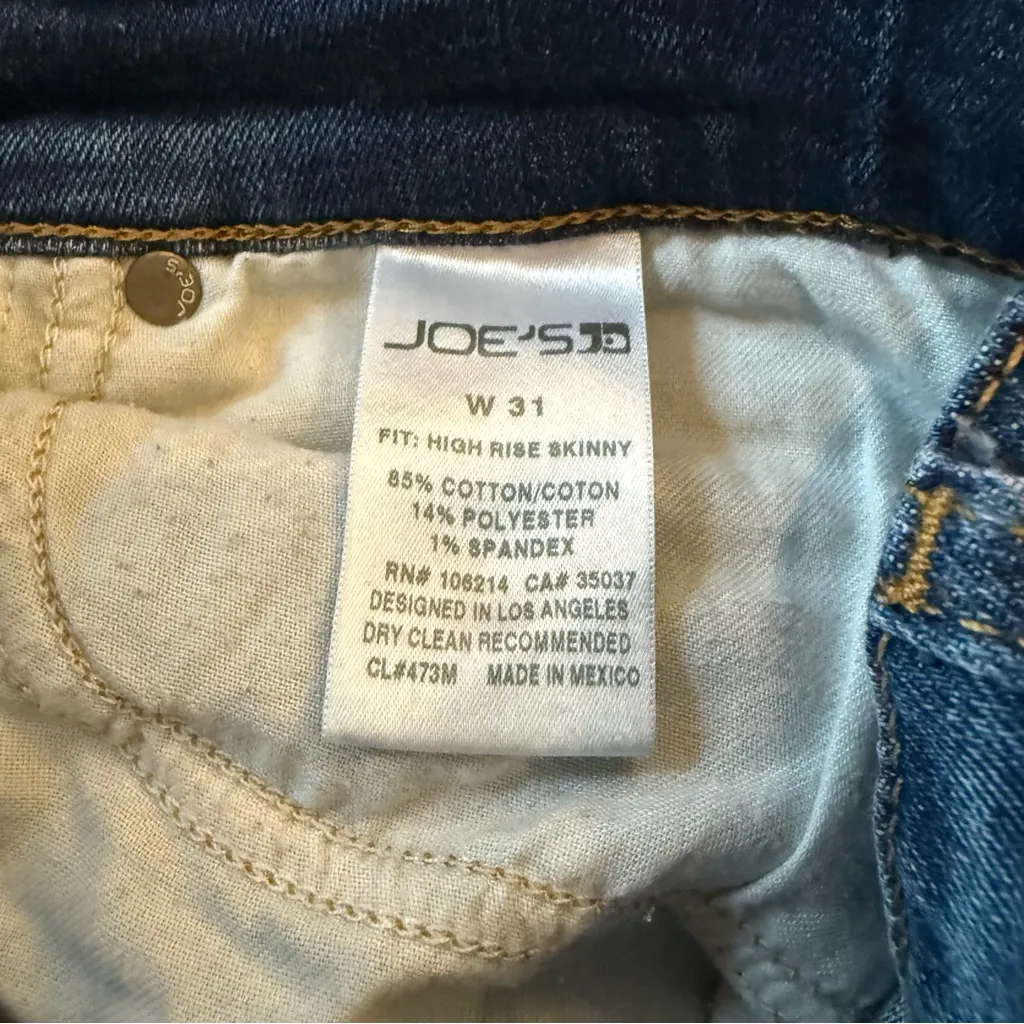 JOE'S
JOE'S
W 31
FIT: HIGH RISE SKINNY
85% COTTON/COTON
14% POLYESTER
1% SPANDEX
RN# 106214 CA# 35037
DESIGNED IN LOS ANGELES
DRY CLEAN RECOMMENDED
CL#473M MADE IN MEXICO